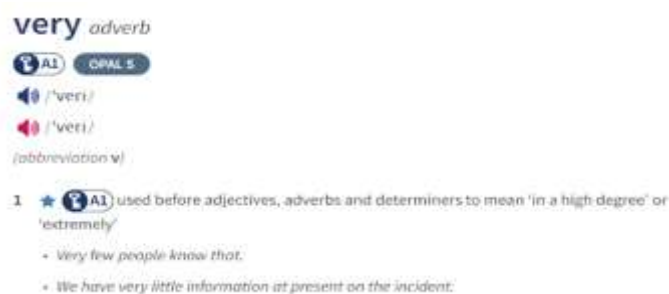 very adverb
A1 OPAL S
/ˈveri/
/ˈveri/
(abbreviation v)
1 A1 used before adjectives, adverbs and determiners to mean ‘in a high degree’ or
‘extremely’
• Very few people know that.
• We have very little information at present on the incident.